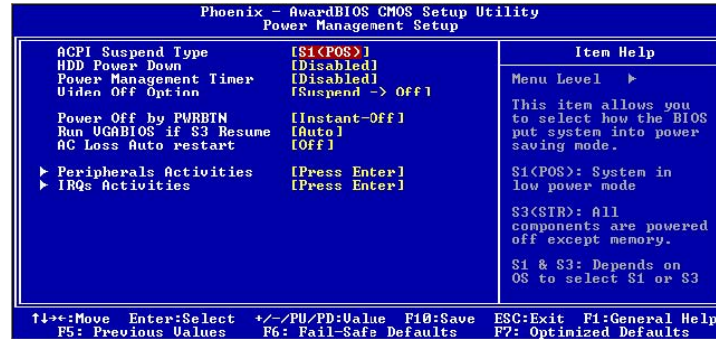 Phoenix - AwardBIOS CMOS Setup Utility
Power Management Setup
ACPI Suspend Type [S1(POS)]
HDD Power Down [Disabled]
Power Management Timer [Disabled]
Video Off Option [Suspend -> Off]
Power Off by PWRBTN [Instant-Off]
Run VGABIOS if S3 Resume [Auto]
AC Loss Auto restart [Off]
▶ Peripherals Activities [Press Enter]
▶ IRQs Activities [Press Enter]
Item Help
Menu Level ▶
This item allows you
to select how the BIOS
put system into power
saving mode.
S1(POS): System in
low power mode
S3(STR): All
components are powered
off except memory.
S1 & S3: Depends on
OS to select S1 or S3
↑↓→←:Move Enter:Select +/-/PU/PD:Value F10:Save ESC:Exit F1:General Help
F5: Previous Values F6: Fail-Safe Defaults F7: Optimized Defaults